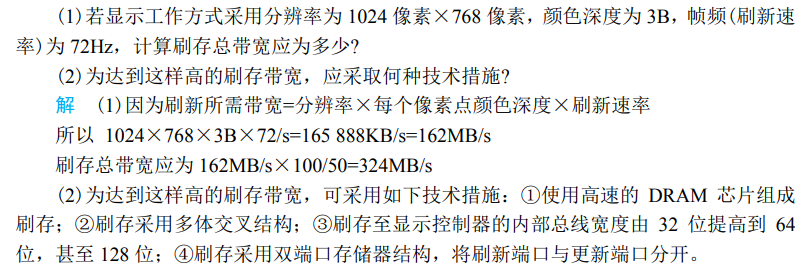 (1)若显示工作方式采用分辨率为 1024 像素×768 像素，颜色深度为 3B，帧频(刷新速
率)为 72Hz，计算刷存总带宽应为多少?
(2)为达到这样高的刷存带宽，应采取何种技术措施?
解 (1)因为刷新所需带宽=分辨率×每个像素点颜色深度×刷新速率
所以 1024×768×3B×72/s=165 888KB/s=162MB/s
刷存总带宽应为 162MB/s×100/50=324MB/s
(2)为达到这样高的刷存带宽，可采用如下技术措施：①使用高速的 DRAM 芯片组成
刷存；②刷存采用多体交叉结构；③刷存至显示控制器的内部总线宽度由 32 位提高到 64
位，甚至 128 位；④刷存采用双端口存储器结构，将刷新端口与更新端口分开。